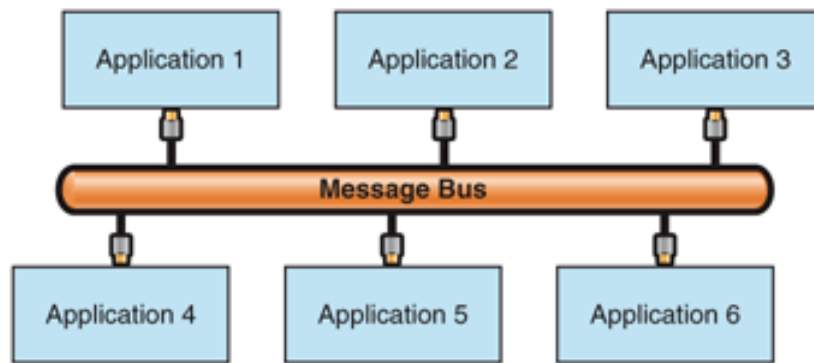 Application 1
Application 2
Application 3
Message Bus
Application 4
Application 5
Application 6